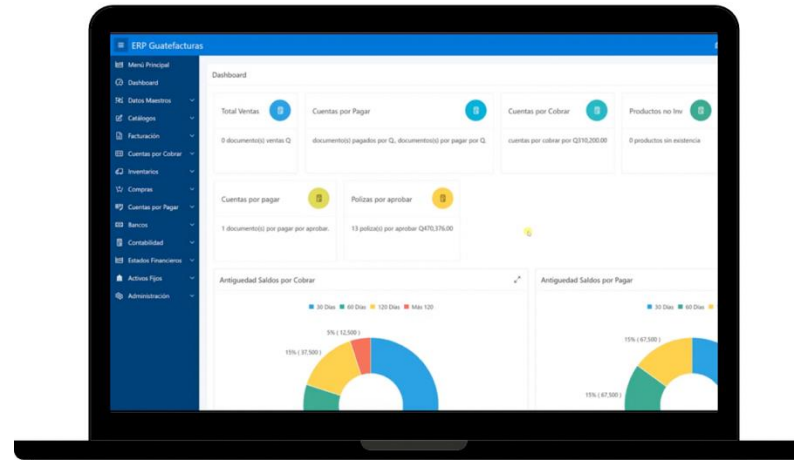 ERP Guatefacturas
Menú Principal
Dashboard
Datos Maestros
Catálogos
Facturación
Cuentas por Cobrar
Inventarios
Compras
Cuentas por Pagar
Bancos
Contabilidad
Estados Financieros
Activos Fijos
Administración
Dashboard
Total Ventas
0 documento(s) ventas Q
Cuentas por Pagar
documento(s) pagados por Q, documentos(s) por pagar por Q.
Cuentas por Cobrar
cuentas por cobrar por Q310,200.00
Productos no Inv
0 productos sin existencia
Cuentas por pagar
1 documento(s) por pagar por aprobar.
Polizas por aprobar
13 poliza(s) por aprobar Q470,376.00
Antiguedad Saldos por Cobrar
30 Dias 60 Dias 120 Dias Más 120
5% ( 12,500 )
15% ( 37,500 )
Antiguedad Saldos por Pagar
30 Dias 60 Dias
15% ( 67,500 )
15% ( 67,500 )